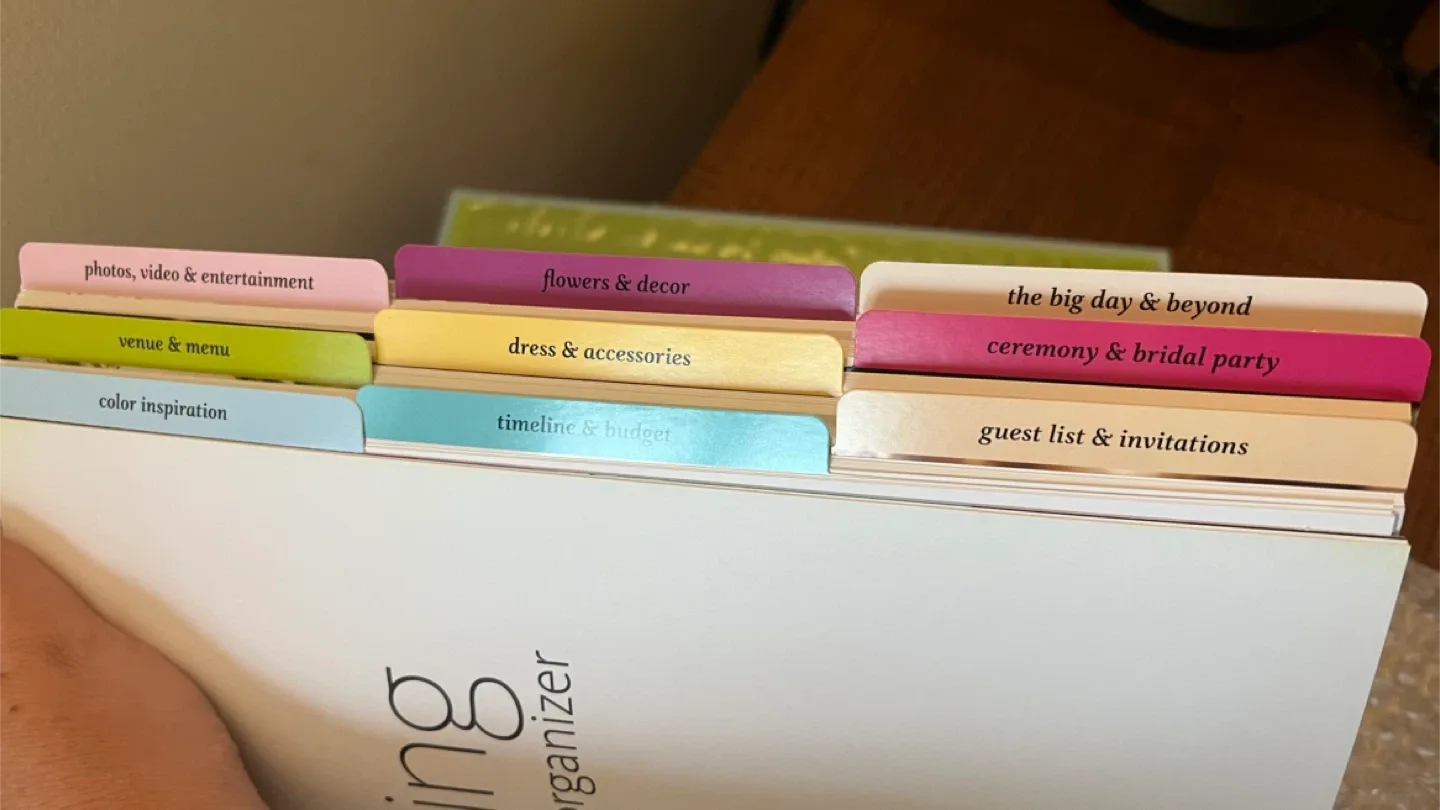 photos, video & entertainment
flowers & decor
the big day & beyond
venue & menu
dress & accessories
ceremony & bridal party
color inspiration
timeline & budget
guest list & invitations
ing
organizer